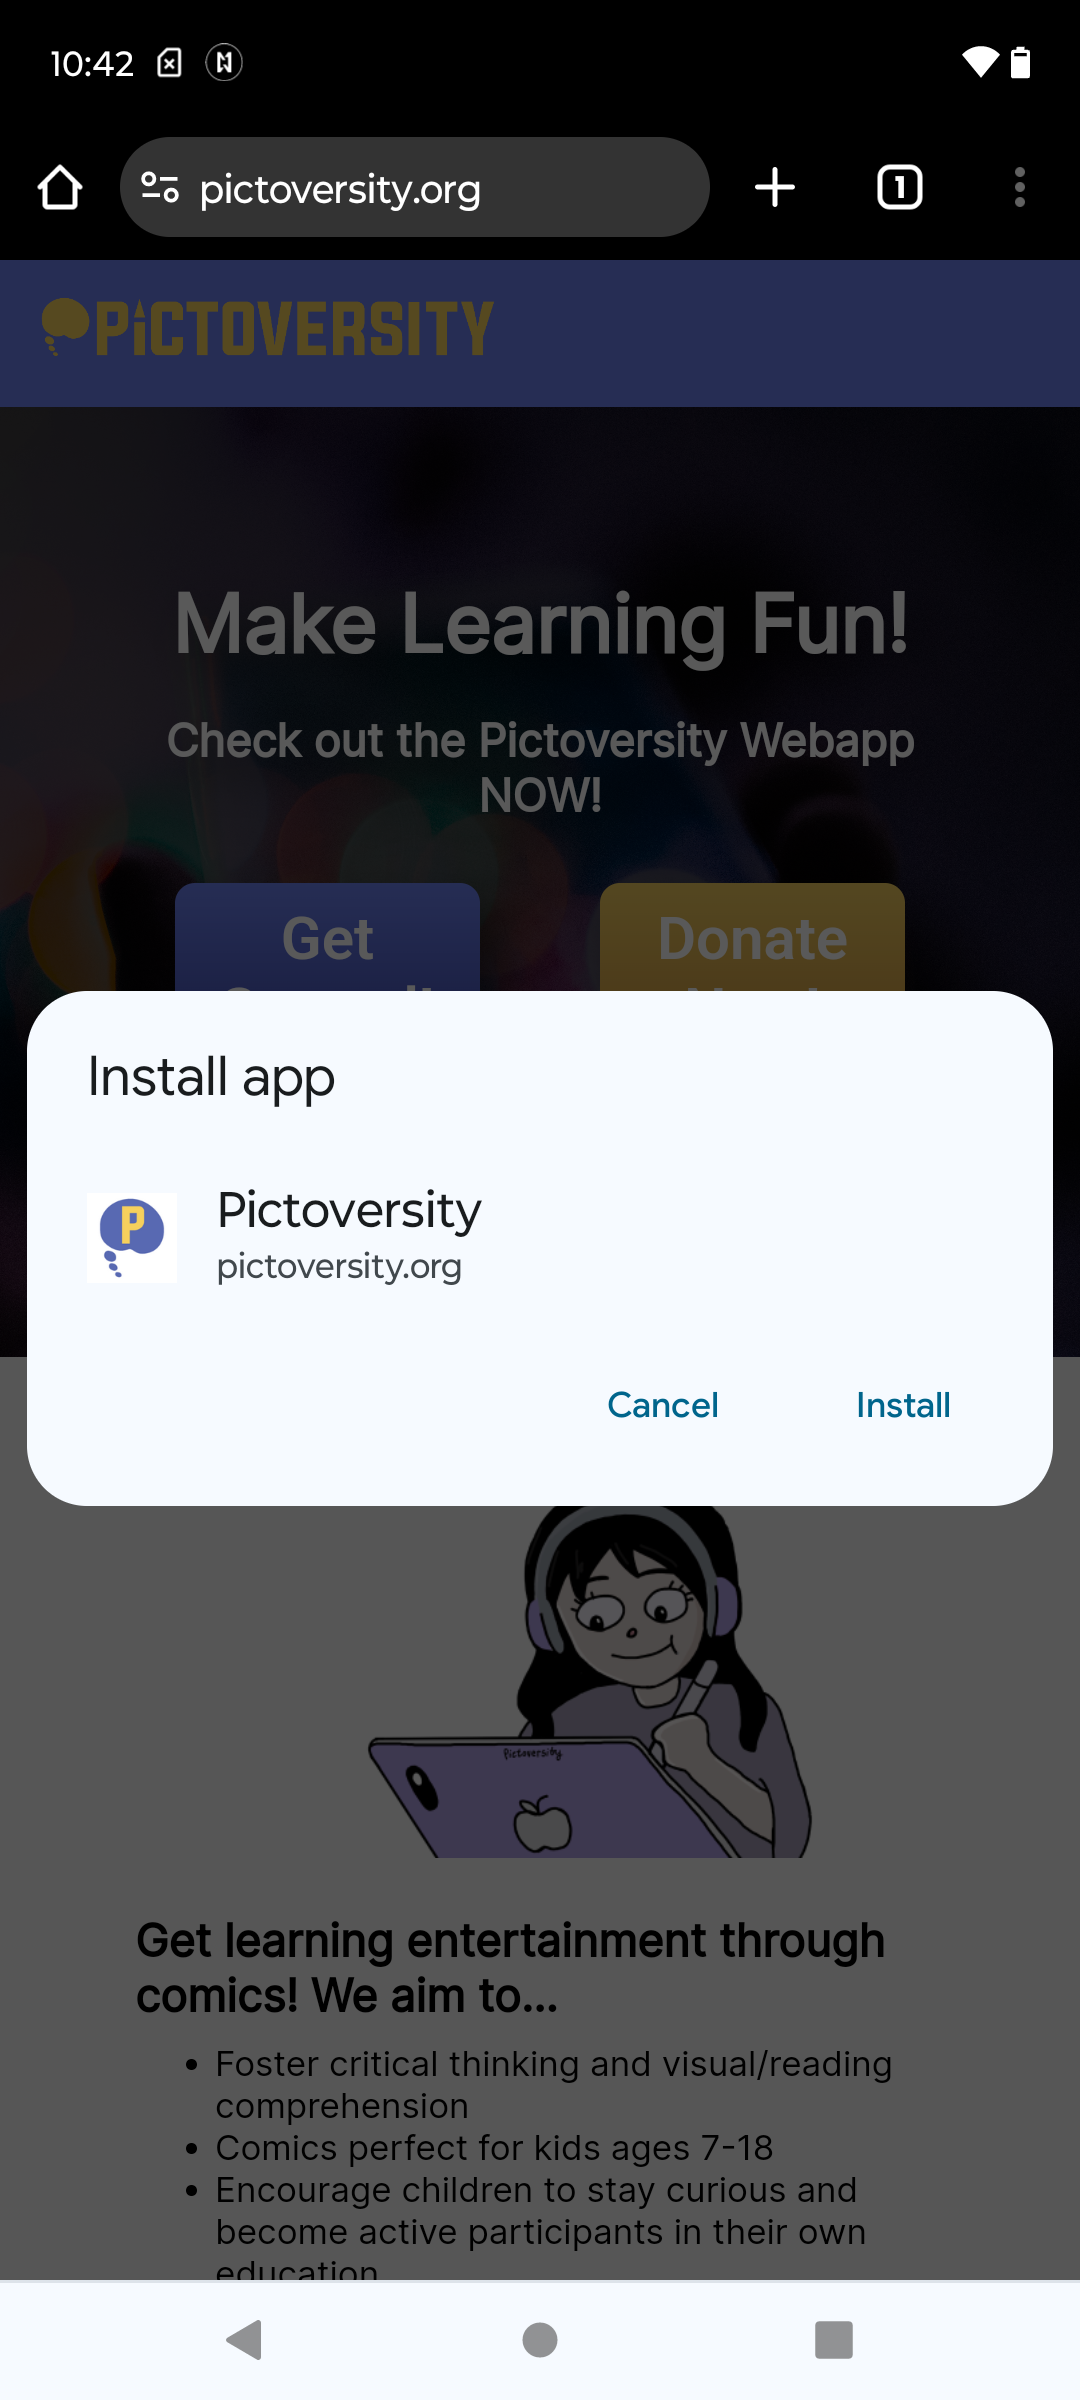 10:42
pictoversity.org
1
PiCTOVERSITY
Make Learning Fun!
Check out the Pictoversity Webapp
NOW!
Get
Donate
Install app
P
Pictoversity
pictoversity.org
Cancel
Install
Pictoversity
Get learning entertainment through
comics! We aim to...
• Foster critical thinking and visual/reading
comprehension
• Comics perfect for kids ages 7-18
• Encourage children to stay curious and
become active participants in their own
education